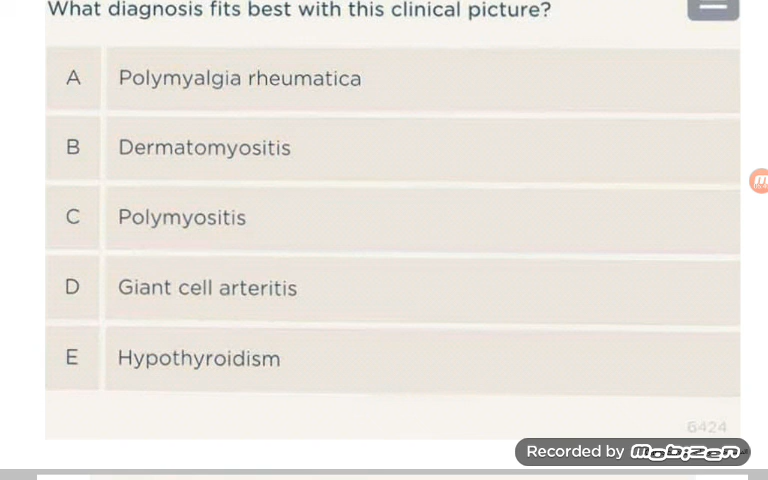 What diagnosis fits best with this clinical picture?
A Polymyalgia rheumatica
B Dermatomyositis
C Polymyositis
D Giant cell arteritis
E Hypothyroidism
6424
Recorded by Mobizen